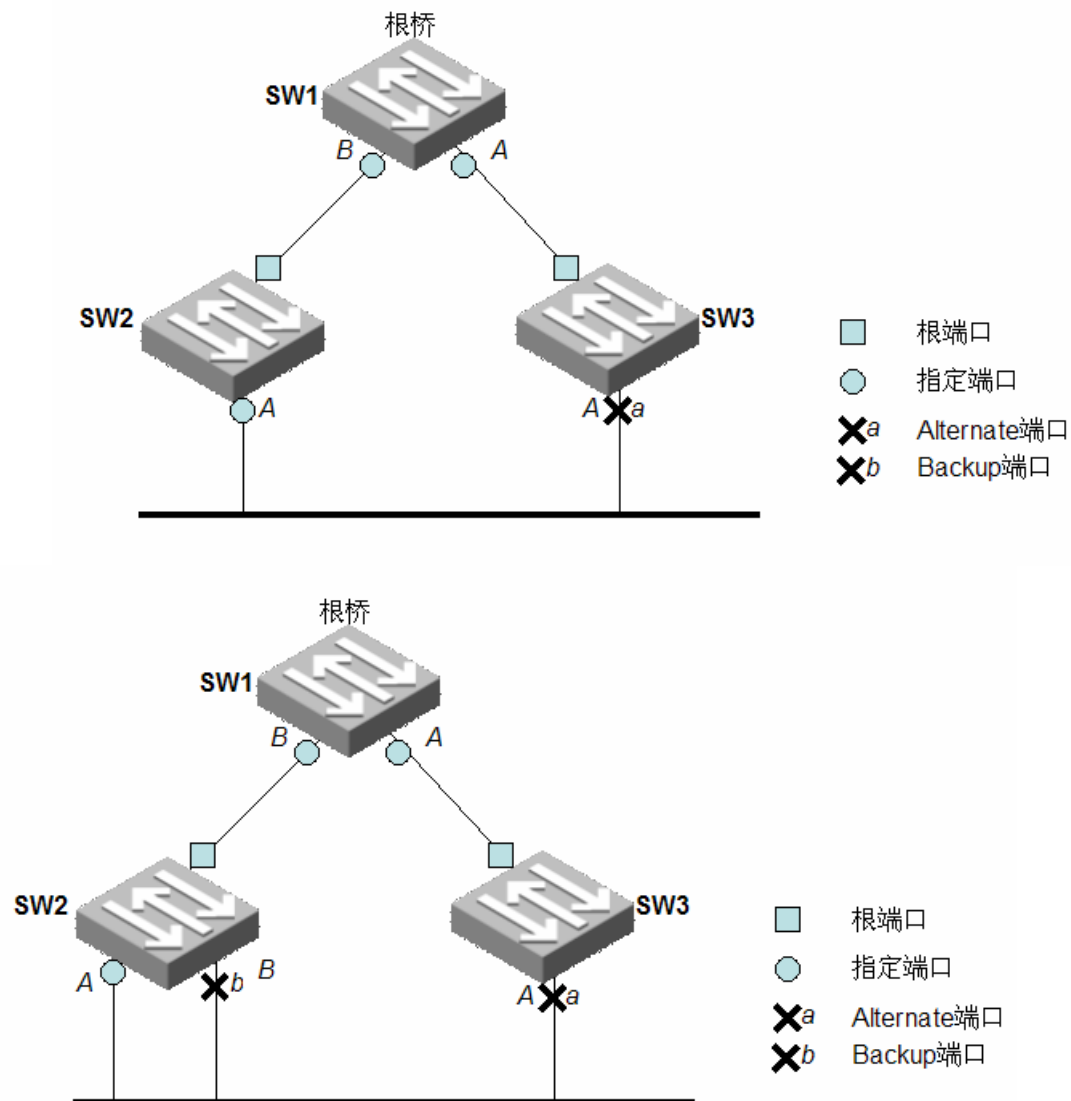 根桥
SW1
B
A
SW2
SW3
A
A
a
根端口
指定端口
a Alternate端口
b Backup端口
根桥
SW1
B
A
SW2
SW3
A
b
B
A
a
根端口
指定端口
a Alternate端口
b Backup端口